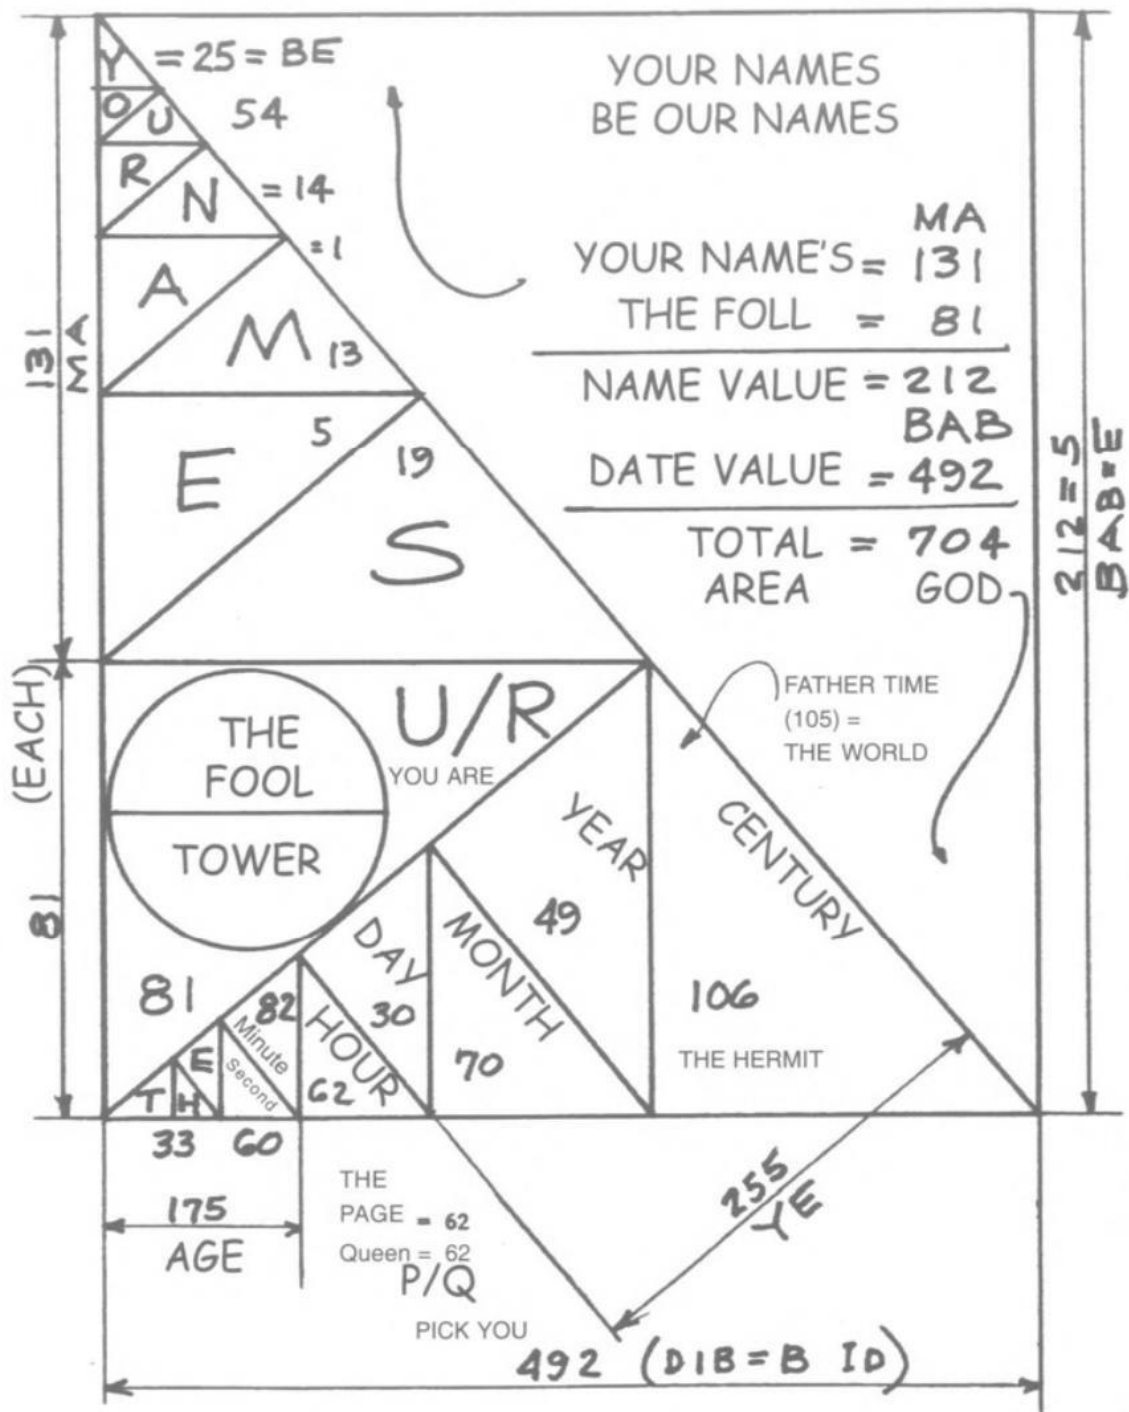 Y = 25 = BE
O U 54
R N = 14
A = 1
M 13
E 5
19
S
131
MA
YOUR NAMES
BE OUR NAMES
MA
YOUR NAME'S = 131
THE FOLL = 81
NAME VALUE = 212
BAB
DATE VALUE = 492
TOTAL = 704
AREA GOD
212=5
BAB=E
(EACH)
81
THE
FOOL
TOWER
U/R
YOU ARE
FATHER TIME
(105) =
THE WORLD
YEAR
49
CENTURY
106
THE HERMIT
DAY
30
MONTH
70
81
82
Minute
Second
HOUR
62
T H E
33 60
175
AGE
THE
PAGE = 62
Queen = 62
P/Q
PICK YOU
255
YE
492 (DIB = B ID)